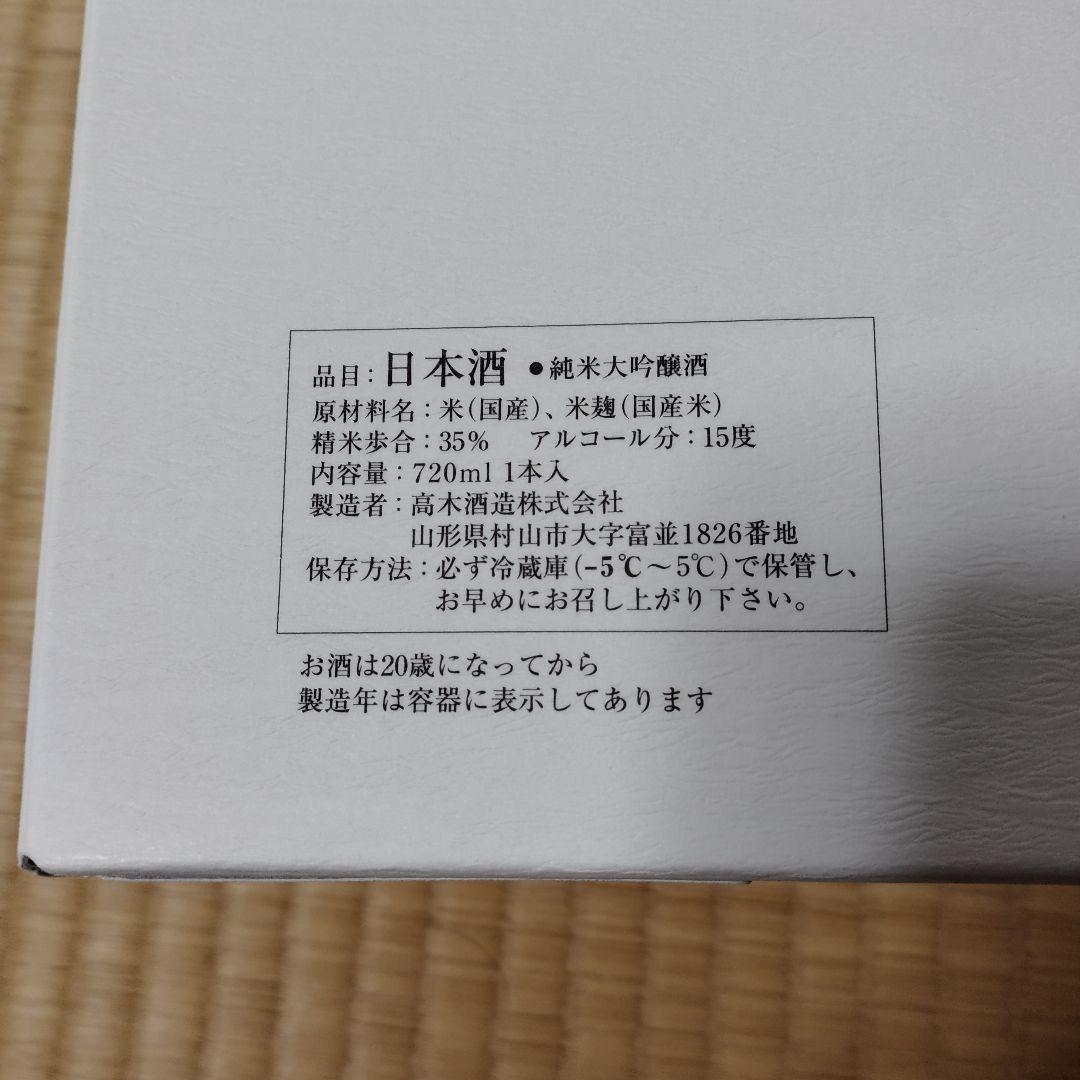 品目:日本酒 ●純米大吟醸酒
原材料名:米(国産)、米麹(国産米)
精米歩合:35% アルコール分:15度
内容量:720ml 1本入
製造者:高木酒造株式会社
山形県村山市大字富並1826番地
保存方法:必ず冷蔵庫(-5℃～5℃)で保管し、
お早めにお召し上がり下さい。
お酒は20歳になってから
製造年は容器に表示してあります